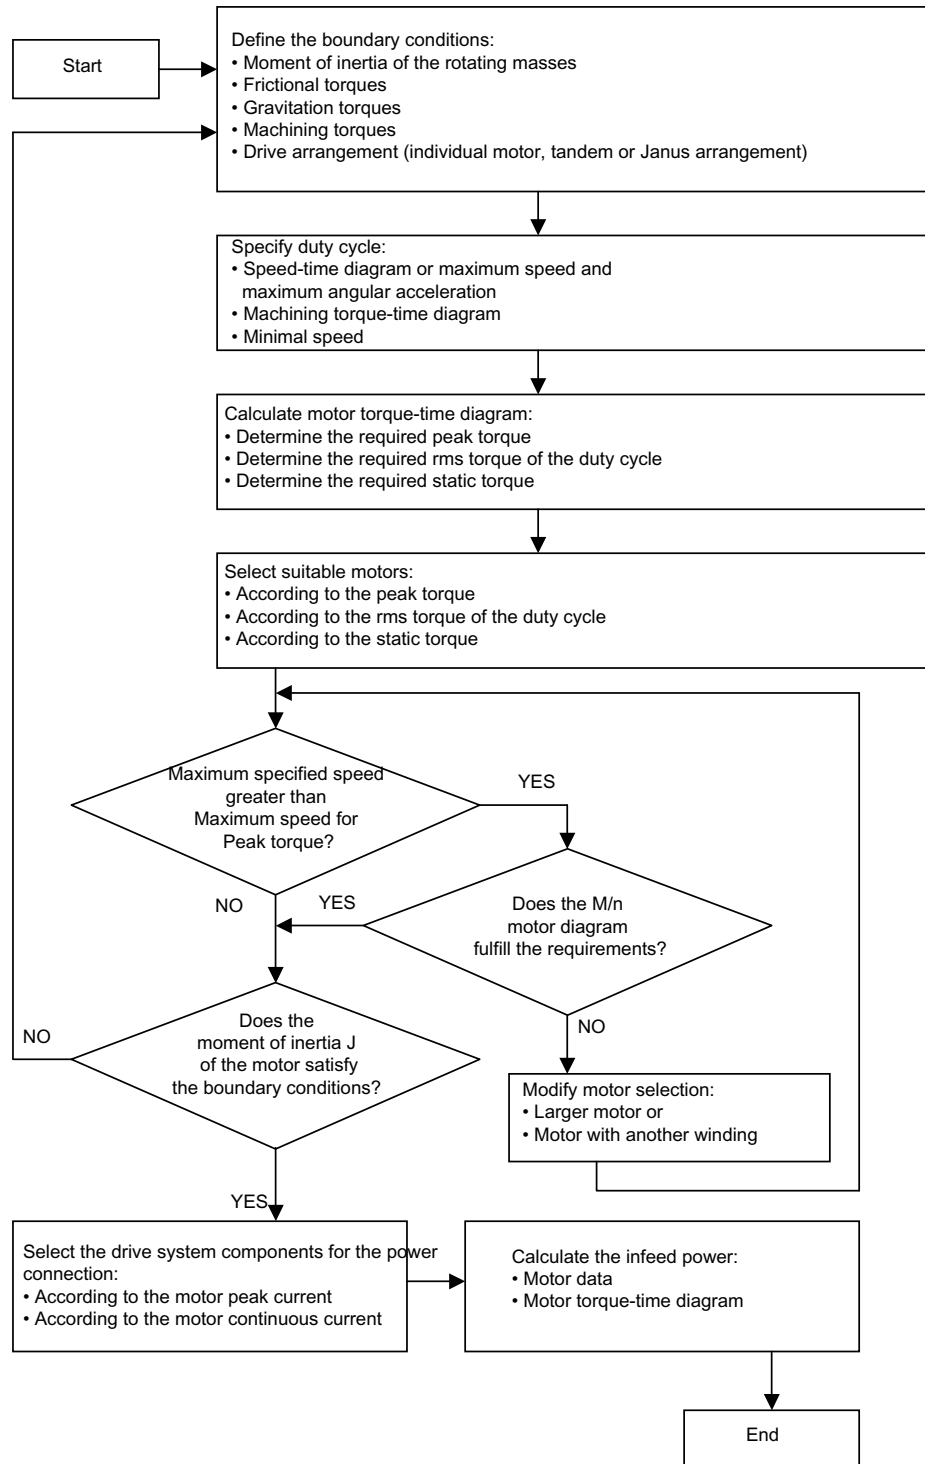 Start
Define the boundary conditions:
• Moment of inertia of the rotating masses
• Frictional torques
• Gravitation torques
• Machining torques
• Drive arrangement (individual motor, tandem or Janus arrangement)
Specify duty cycle:
• Speed-time diagram or maximum speed and
maximum angular acceleration
• Machining torque-time diagram
• Minimal speed
Calculate motor torque-time diagram:
• Determine the required peak torque
• Determine the required rms torque of the duty cycle
• Determine the required static torque
Select suitable motors:
• According to the peak torque
• According to the rms torque of the duty cycle
• According to the static torque
Maximum specified speed
greater than
Maximum speed for
Peak torque?
YES
NO
YES
Does the M/n
motor diagram
fulfill the requirements?
NO
Does the
moment of inertia J
of the motor satisfy
the boundary conditions?
NO
Modify motor selection:
• Larger motor or
• Motor with another winding
YES
Select the drive system components for the power
connection:
• According to the motor peak current
• According to the motor continuous current
Calculate the infeed power:
• Motor data
• Motor torque-time diagram
End